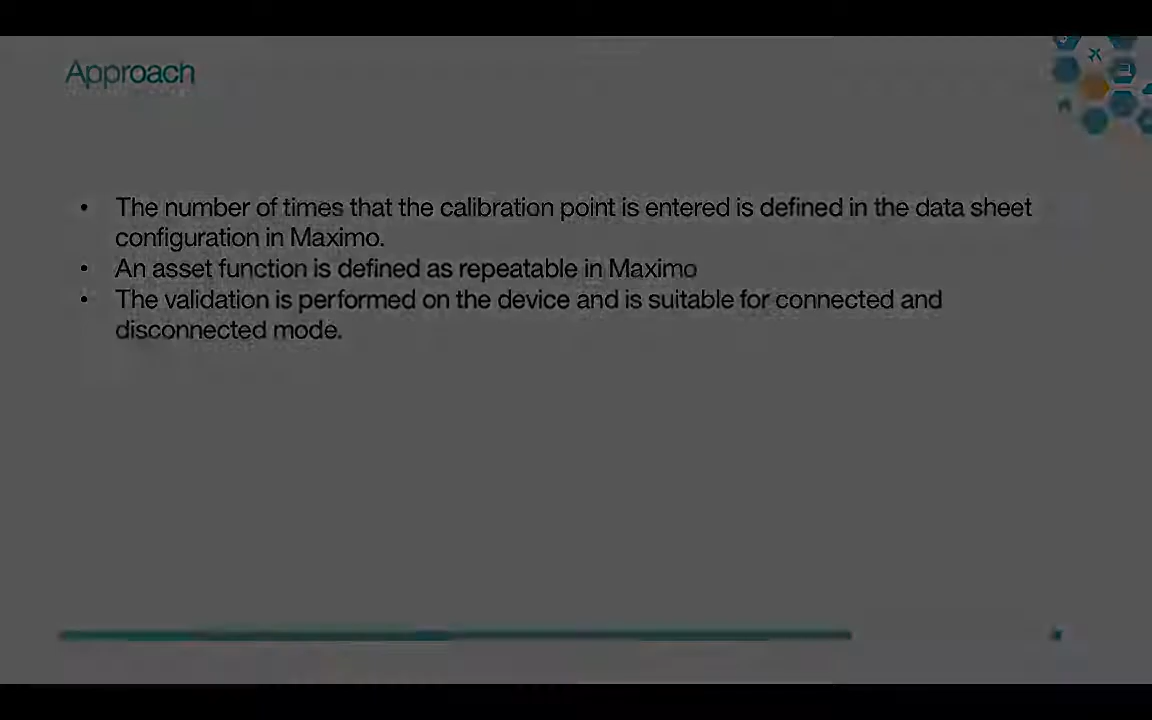 Approach
• The number of times that the calibration point is entered is defined in the data sheet
configuration in Maximo.
• An asset function is defined as repeatable in Maximo
• The validation is performed on the device and is suitable for connected and
disconnected mode.